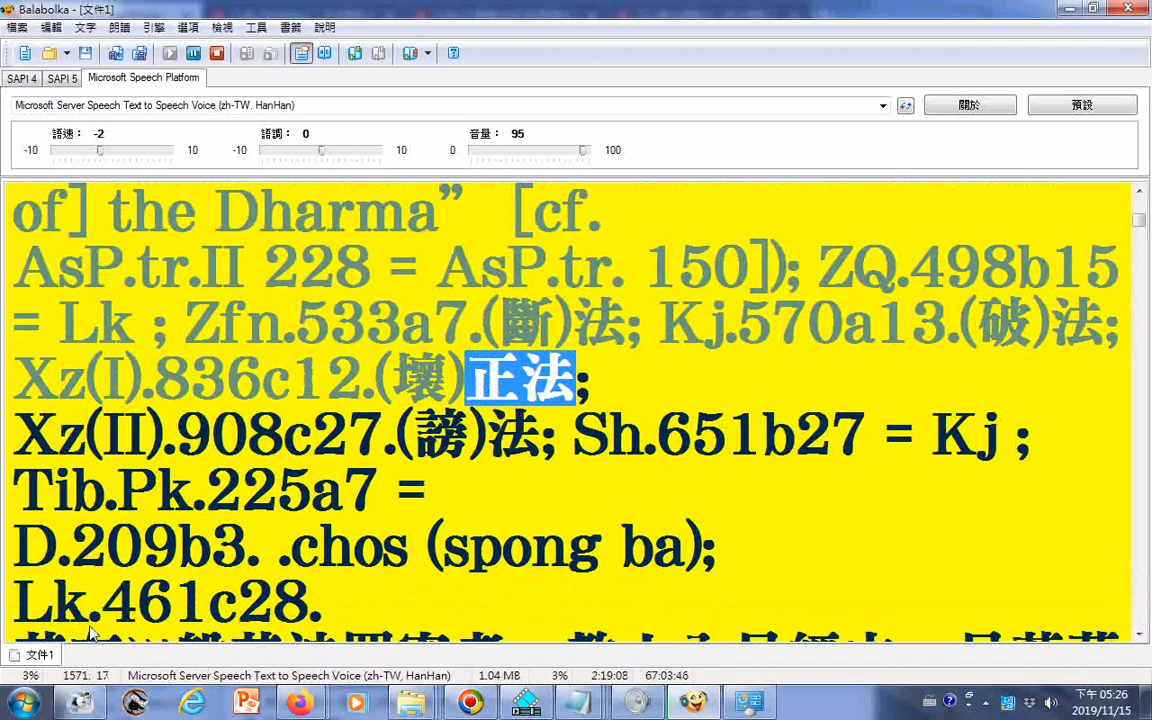 Balabolka - [文件1]
檔案 編輯 文字 朗讀 引擎 選項 檢視 工具 書籤 說明
SAPI 4 SAPI 5 Microsoft Speech Platform
Microsoft Server Speech Text to Speech Voice (zh-TW, HanHan) 關於 預設
語速： -2 語調： 0 音量： 95
-10 10 -10 10 0 100
of] the Dharma” [cf.
AsP.tr.II 228 = AsP.tr. 150]); ZQ.498b15
= Lk ; Zfn.533a7.(斷)法; Kj.570a13.(破)法;
Xz(I).836c12.(壞)正法;
Xz(II).908c27.(謗)法; Sh.651b27 = Kj ;
Tib.Pk.225a7 =
D.209b3. .chos (spong ba);
Lk.461c28.
文件1
3% 1571: 17 Microsoft Server Speech Text to Speech Voice (zh-TW, HanHan) 1.04 MB 3% 2:19:08 67:03:46
下午 05:26
2019/11/15